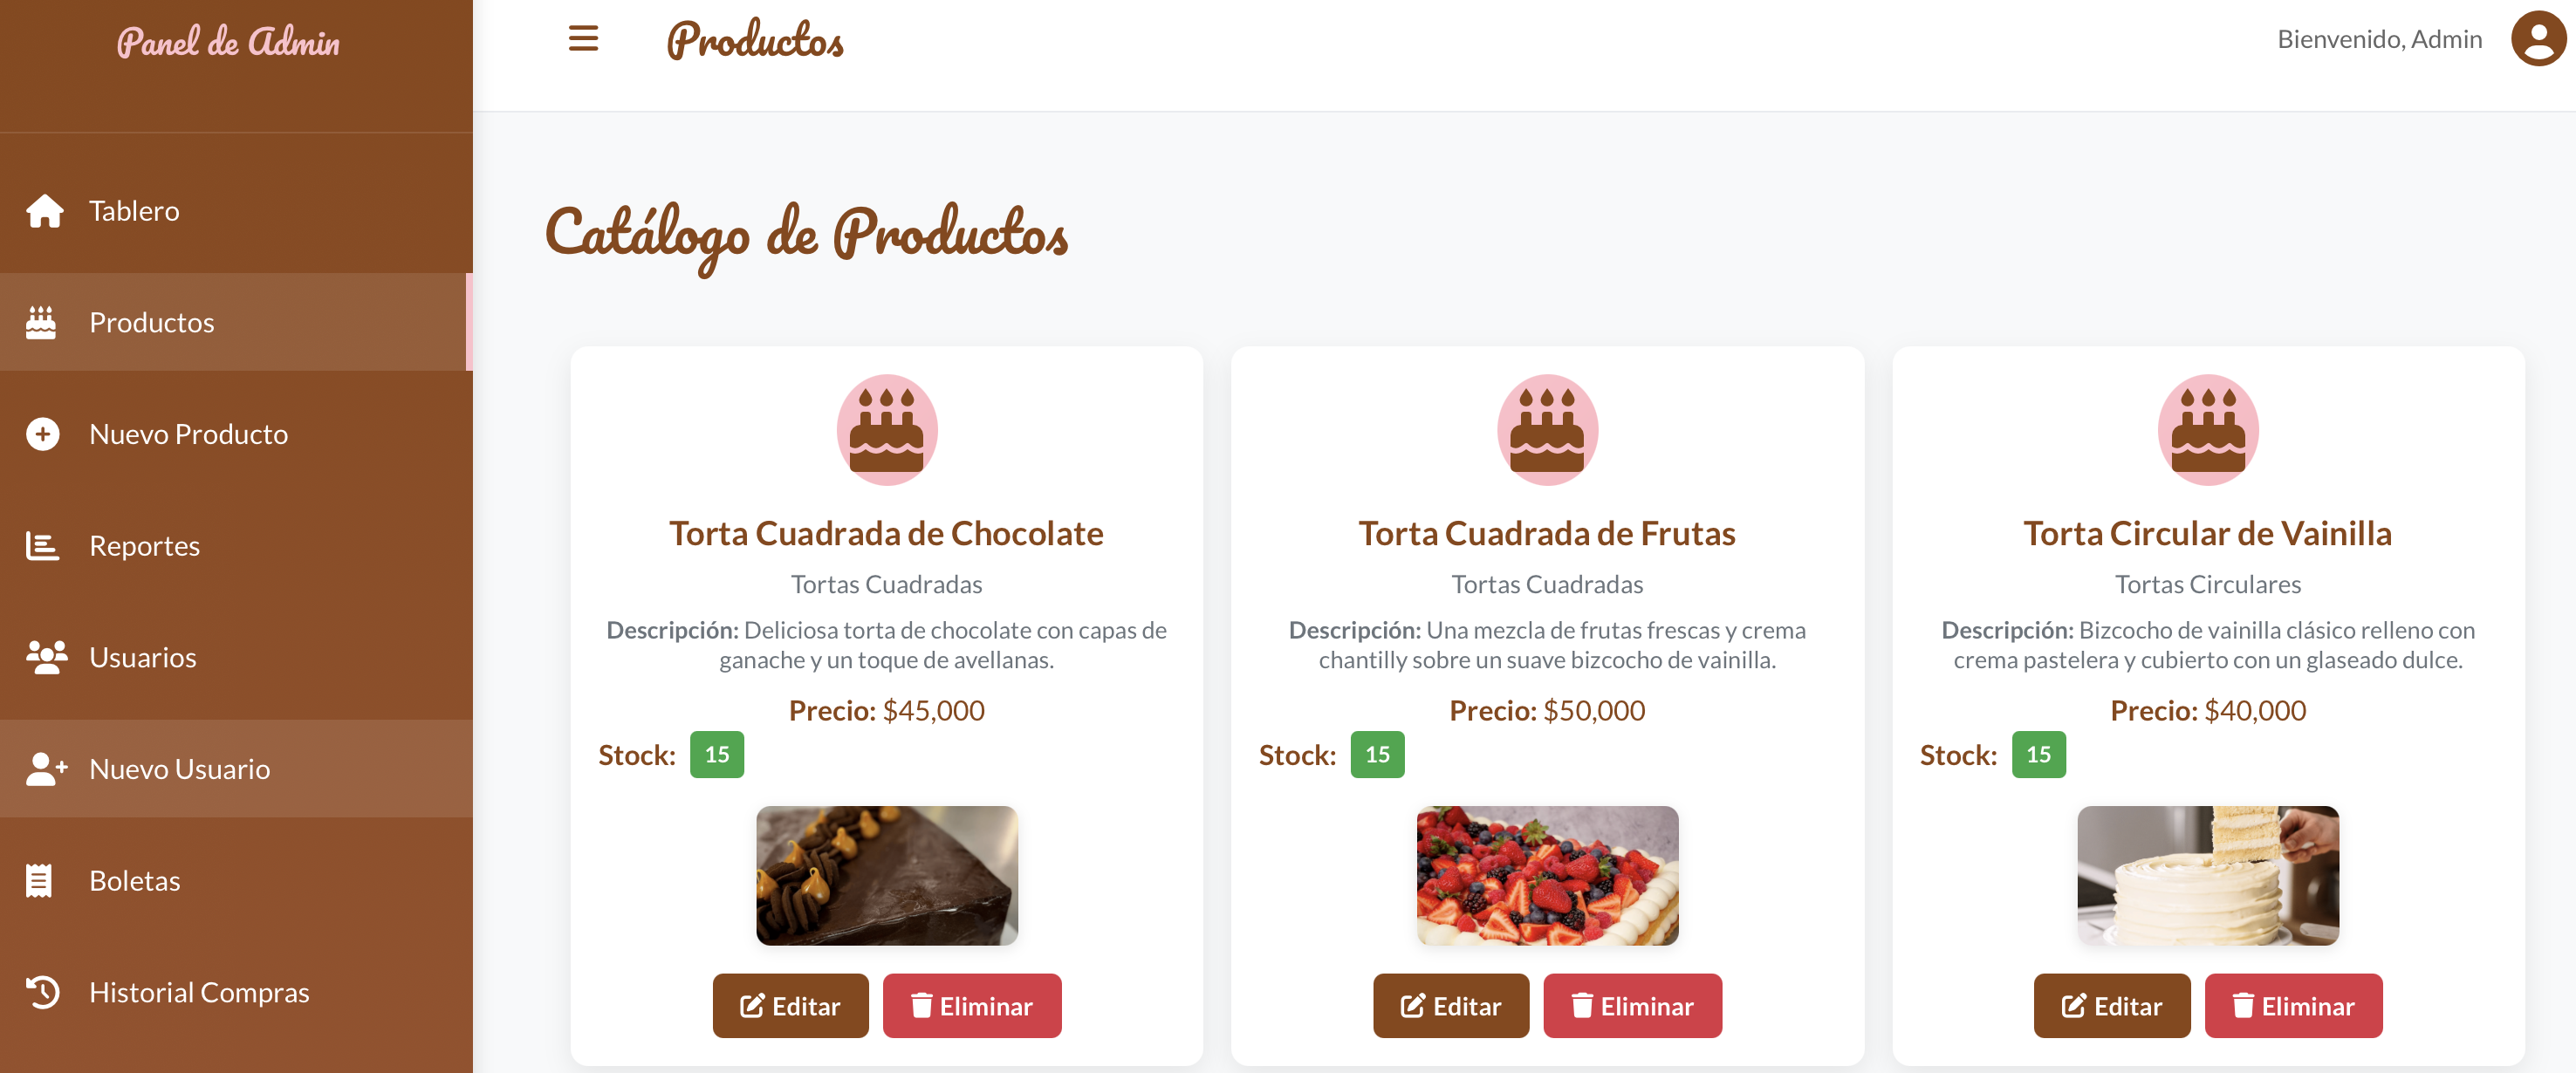 Panel de Admin
Productos
Bienvenido, Admin
Tablero
Productos
Nuevo Producto
Reportes
Usuarios
Nuevo Usuario
Boletas
Historial Compras
Catálogo de Productos
Torta Cuadrada de Chocolate
Tortas Cuadradas
Descripción: Deliciosa torta de chocolate con capas de
ganache y un toque de avellanas.
Precio: $45,000
Stock: 15
Editar
Eliminar
Torta Cuadrada de Frutas
Tortas Cuadradas
Descripción: Una mezcla de frutas frescas y crema
chantilly sobre un suave bizcocho de vainilla.
Precio: $50,000
Stock: 15
Editar
Eliminar
Torta Circular de Vainilla
Tortas Circulares
Descripción: Bizcocho de vainilla clásico relleno con
crema pastelera y cubierto con un glaseado dulce.
Precio: $40,000
Stock: 15
Editar
Eliminar